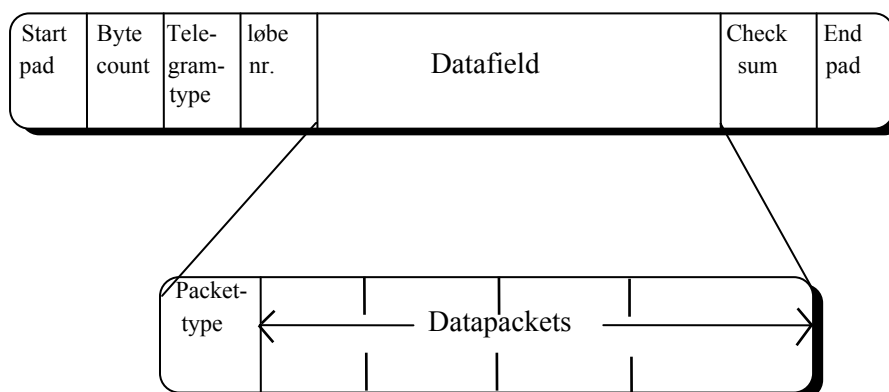 Start
pad
Byte
count
Tele-
gram-
type
løbe
nr.
Datafield
Check
sum
End
pad
Packet-
type
Datapackets